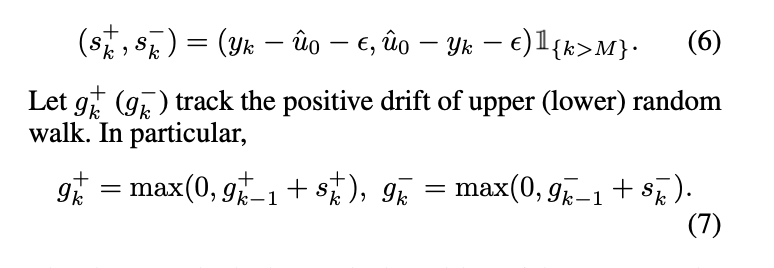 (s_k^+, s_k^-) = (y_k − û_0 − ϵ, û_0 − y_k − ϵ)𝟙_{k>M}. (6)
Let g_k^+ (g_k^-) track the positive drift of upper (lower) random
walk. In particular,
g_k^+ = max(0, g_{k−1}^+ + s_k^+), g_k^- = max(0, g_{k−1}^- + s_k^-).
(7)